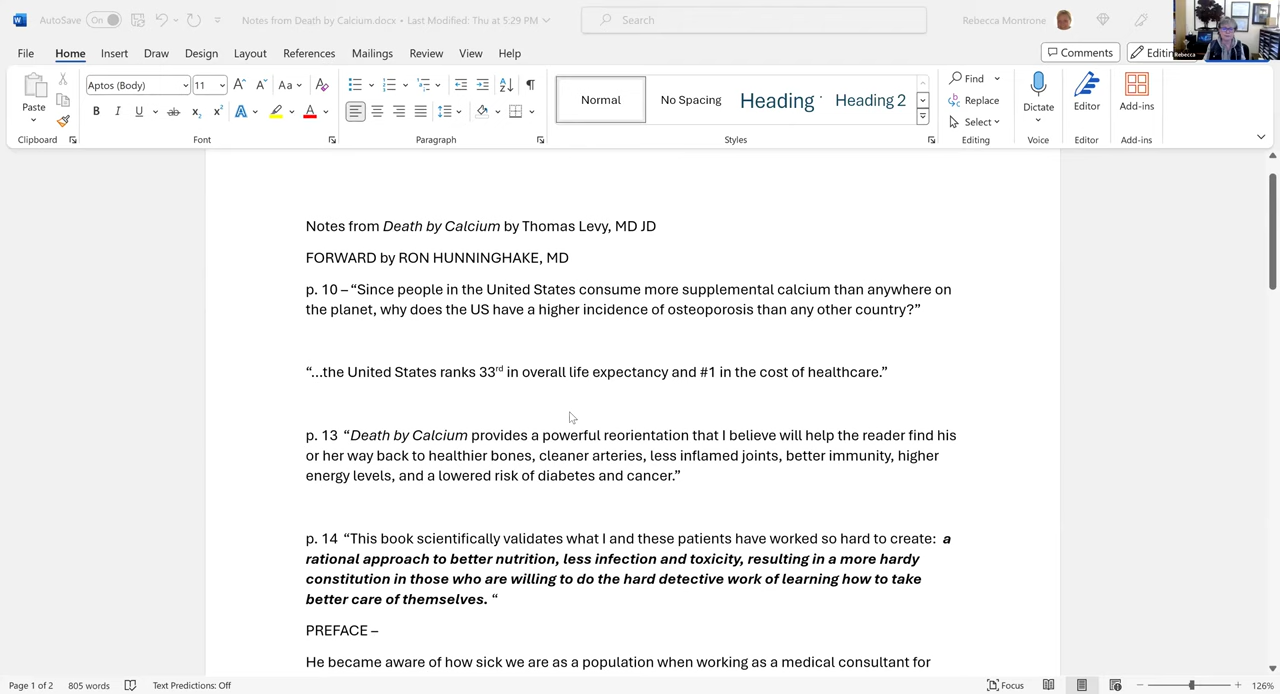 AutoSave Off
Notes from Death by Calcium.docx • Last Modified: Thu at 5:29 PM
Search
Rebecca Montrone
Rebecca
File Home Insert Draw Design Layout References Mailings Review View Help
Comments
Editin
Paste
Aptos (Body) 11
Normal
No Spacing
Heading
Heading 2
Find
Replace
Select
Dictate
Editor
Add-ins
Clipboard
Font
Paragraph
Styles
Editing
Voice
Editor
Add-ins
Notes from Death by Calcium by Thomas Levy, MD JD
FORWARD by RON HUNNINGHAKE, MD
p. 10 – “Since people in the United States consume more supplemental calcium than anywhere on
the planet, why does the US have a higher incidence of osteoporosis than any other country?”
“…the United States ranks 33rd in overall life expectancy and #1 in the cost of healthcare.”
p. 13 “Death by Calcium provides a powerful reorientation that I believe will help the reader find his
or her way back to healthier bones, cleaner arteries, less inflamed joints, better immunity, higher
energy levels, and a lowered risk of diabetes and cancer.”
p. 14 “This book scientifically validates what I and these patients have worked so hard to create: a
rational approach to better nutrition, less infection and toxicity, resulting in a more hardy
constitution in those who are willing to do the hard detective work of learning how to take
better care of themselves. “
PREFACE –
He became aware of how sick we are as a population when working as a medical consultant for
Page 1 of 2 805 words Text Predictions: Off Focus 126%